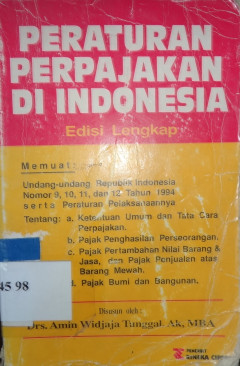 PERATURAN
PERPAJAKAN
DI INDONESIA
Edisi Lengkap
Memuat:
Undang-undang Republik Indonesia
Nomor 9, 10, 11, dan 12 Tahun 1994
serta Peraturan Pelaksanaannya
Tentang: a. Ketentuan Umum dan Tata Cara
Perpajakan.
b. Pajak Penghasilan Perseorangan.
c. Pajak Pertambahan Nilai Barang &
Jasa, dan Pajak Penjualan atas
Barang Mewah.
d. Pajak Bumi dan Bangunan.
45 98
Disusun oleh:
Drs. Amin Widjaja Tunggal. Ak, MBA
PENERBIT